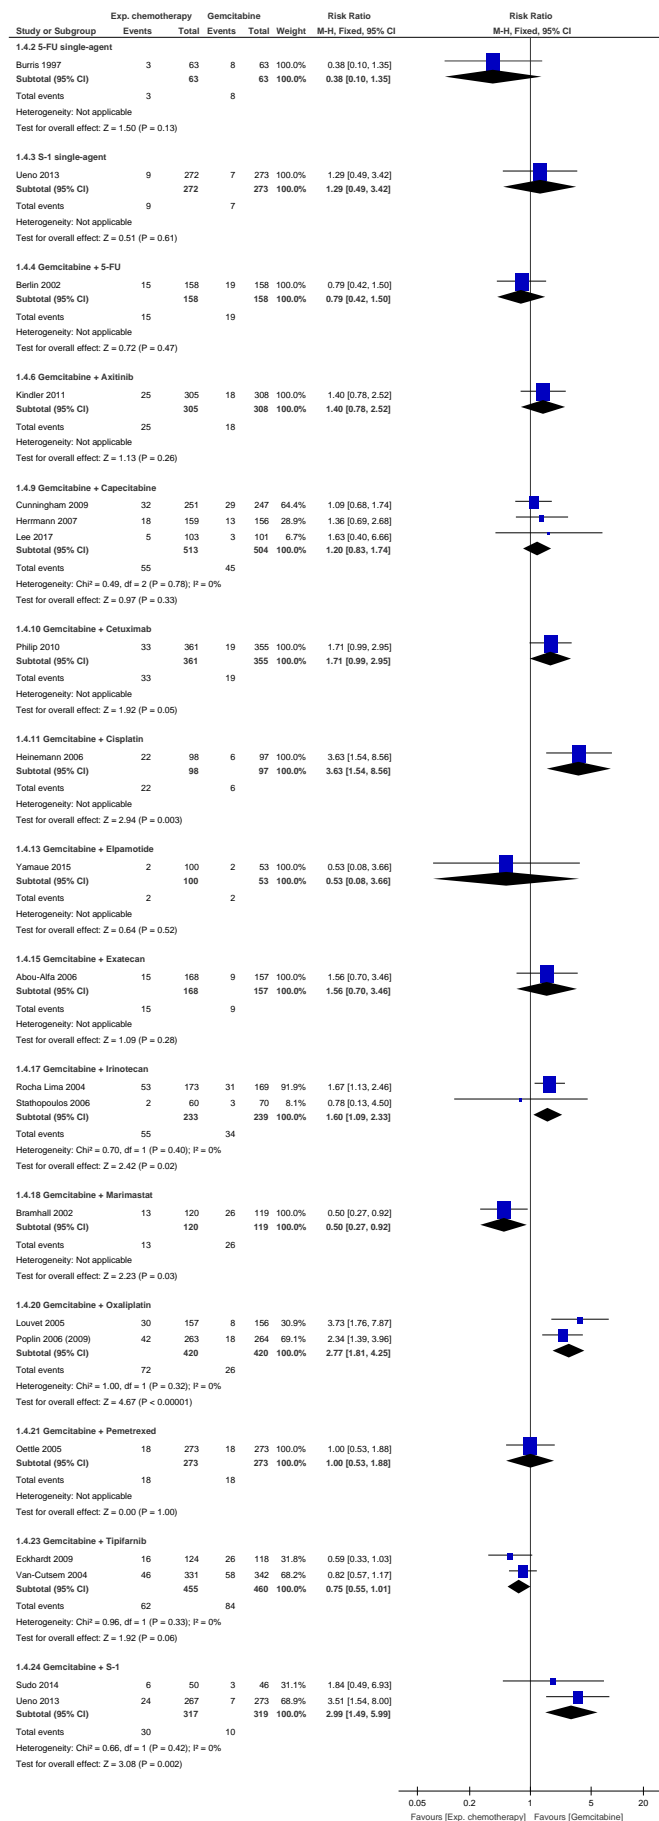 Exp. chemotherapy Gemcitabine Risk Ratio Risk Ratio
Study or Subgroup Events Total Events Total Weight M-H, Fixed, 95% CI M-H, Fixed, 95% CI
1.4.2 5-FU single-agent
Burris 1997 3 63 8 63 100.0% 0.38 [0.10, 1.35]
Subtotal (95% CI) 63 63 100.0% 0.38 [0.10, 1.35]
Total events 3 8
Heterogeneity: Not applicable
Test for overall effect: Z = 1.50 (P = 0.13)
1.4.3 S-1 single-agent
Ueno 2013 9 272 7 273 100.0% 1.29 [0.49, 3.42]
Subtotal (95% CI) 272 273 100.0% 1.29 [0.49, 3.42]
Total events 9 7
Heterogeneity: Not applicable
Test for overall effect: Z = 0.51 (P = 0.61)
1.4.4 Gemcitabine + 5-FU
Berlin 2002 15 158 19 158 100.0% 0.79 [0.42, 1.50]
Subtotal (95% CI) 158 158 100.0% 0.79 [0.42, 1.50]
Total events 15 19
Heterogeneity: Not applicable
Test for overall effect: Z = 0.72 (P = 0.47)
1.4.6 Gemcitabine + Axitinib
Kindler 2011 25 305 18 308 100.0% 1.40 [0.78, 2.52]
Subtotal (95% CI) 305 308 100.0% 1.40 [0.78, 2.52]
Total events 25 18
Heterogeneity: Not applicable
Test for overall effect: Z = 1.13 (P = 0.26)
1.4.9 Gemcitabine + Capecitabine
Cunningham 2009 32 251 29 247 64.4% 1.09 [0.68, 1.74]
Herrmann 2007 18 159 13 156 28.9% 1.36 [0.69, 2.68]
Lee 2017 5 103 3 101 6.7% 1.63 [0.40, 6.66]
Subtotal (95% CI) 513 504 100.0% 1.20 [0.83, 1.74]
Total events 55 45
Heterogeneity: Chi² = 0.49, df = 2 (P = 0.78); I² = 0%
Test for overall effect: Z = 0.97 (P = 0.33)
1.4.10 Gemcitabine + Cetuximab
Philip 2010 33 361 19 355 100.0% 1.71 [0.99, 2.95]
Subtotal (95% CI) 361 355 100.0% 1.71 [0.99, 2.95]
Total events 33 19
Heterogeneity: Not applicable
Test for overall effect: Z = 1.92 (P = 0.05)
1.4.11 Gemcitabine + Cisplatin
Heinemann 2006 22 98 6 97 100.0% 3.63 [1.54, 8.56]
Subtotal (95% CI) 98 97 100.0% 3.63 [1.54, 8.56]
Total events 22 6
Heterogeneity: Not applicable
Test for overall effect: Z = 2.94 (P = 0.003)
1.4.13 Gemcitabine + Elpamotide
Yamaue 2015 2 100 2 53 100.0% 0.53 [0.08, 3.66]
Subtotal (95% CI) 100 53 100.0% 0.53 [0.08, 3.66]
Total events 2 2
Heterogeneity: Not applicable
Test for overall effect: Z = 0.64 (P = 0.52)
1.4.15 Gemcitabine + Exatecan
Abou-Alfa 2006 15 168 9 157 100.0% 1.56 [0.70, 3.46]
Subtotal (95% CI) 168 157 100.0% 1.56 [0.70, 3.46]
Total events 15 9
Heterogeneity: Not applicable
Test for overall effect: Z = 1.09 (P = 0.28)
1.4.17 Gemcitabine + Irinotecan
Rocha Lima 2004 53 173 31 169 91.9% 1.67 [1.13, 2.46]
Stathopoulos 2006 2 60 3 70 8.1% 0.78 [0.13, 4.50]
Subtotal (95% CI) 233 239 100.0% 1.60 [1.09, 2.33]
Total events 55 34
Heterogeneity: Chi² = 0.70, df = 1 (P = 0.40); I² = 0%
Test for overall effect: Z = 2.42 (P = 0.02)
1.4.18 Gemcitabine + Marimastat
Bramhall 2002 13 120 26 119 100.0% 0.50 [0.27, 0.92]
Subtotal (95% CI) 120 119 100.0% 0.50 [0.27, 0.92]
Total events 13 26
Heterogeneity: Not applicable
Test for overall effect: Z = 2.23 (P = 0.03)
1.4.20 Gemcitabine + Oxaliplatin
Louvet 2005 30 157 8 156 30.9% 3.73 [1.76, 7.87]
Poplin 2006 (2009) 42 263 18 264 69.1% 2.34 [1.39, 3.96]
Subtotal (95% CI) 420 420 100.0% 2.77 [1.81, 4.25]
Total events 72 26
Heterogeneity: Chi² = 1.00, df = 1 (P = 0.32); I² = 0%
Test for overall effect: Z = 4.67 (P < 0.00001)
1.4.21 Gemcitabine + Pemetrexed
Oettle 2005 18 273 18 273 100.0% 1.00 [0.53, 1.88]
Subtotal (95% CI) 273 273 100.0% 1.00 [0.53, 1.88]
Total events 18 18
Heterogeneity: Not applicable
Test for overall effect: Z = 0.00 (P = 1.00)
1.4.23 Gemcitabine + Tipifarnib
Eckhardt 2009 16 124 26 118 31.8% 0.59 [0.33, 1.03]
Van-Cutsem 2004 46 331 58 342 68.2% 0.82 [0.57, 1.17]
Subtotal (95% CI) 455 460 100.0% 0.75 [0.55, 1.01]
Total events 62 84
Heterogeneity: Chi² = 0.96, df = 1 (P = 0.33); I² = 0%
Test for overall effect: Z = 1.92 (P = 0.06)
1.4.24 Gemcitabine + S-1
Sudo 2014 6 50 3 46 31.1% 1.84 [0.49, 6.93]
Ueno 2013 24 267 7 273 68.9% 3.51 [1.54, 8.00]
Subtotal (95% CI) 317 319 100.0% 2.99 [1.49, 5.99]
Total events 30 10
Heterogeneity: Chi² = 0.66, df = 1 (P = 0.42); I² = 0%
Test for overall effect: Z = 3.08 (P = 0.002)
0.05 0.2 1 5 20
Favours [Exp. chemotherapy] Favours [Gemcitabine]